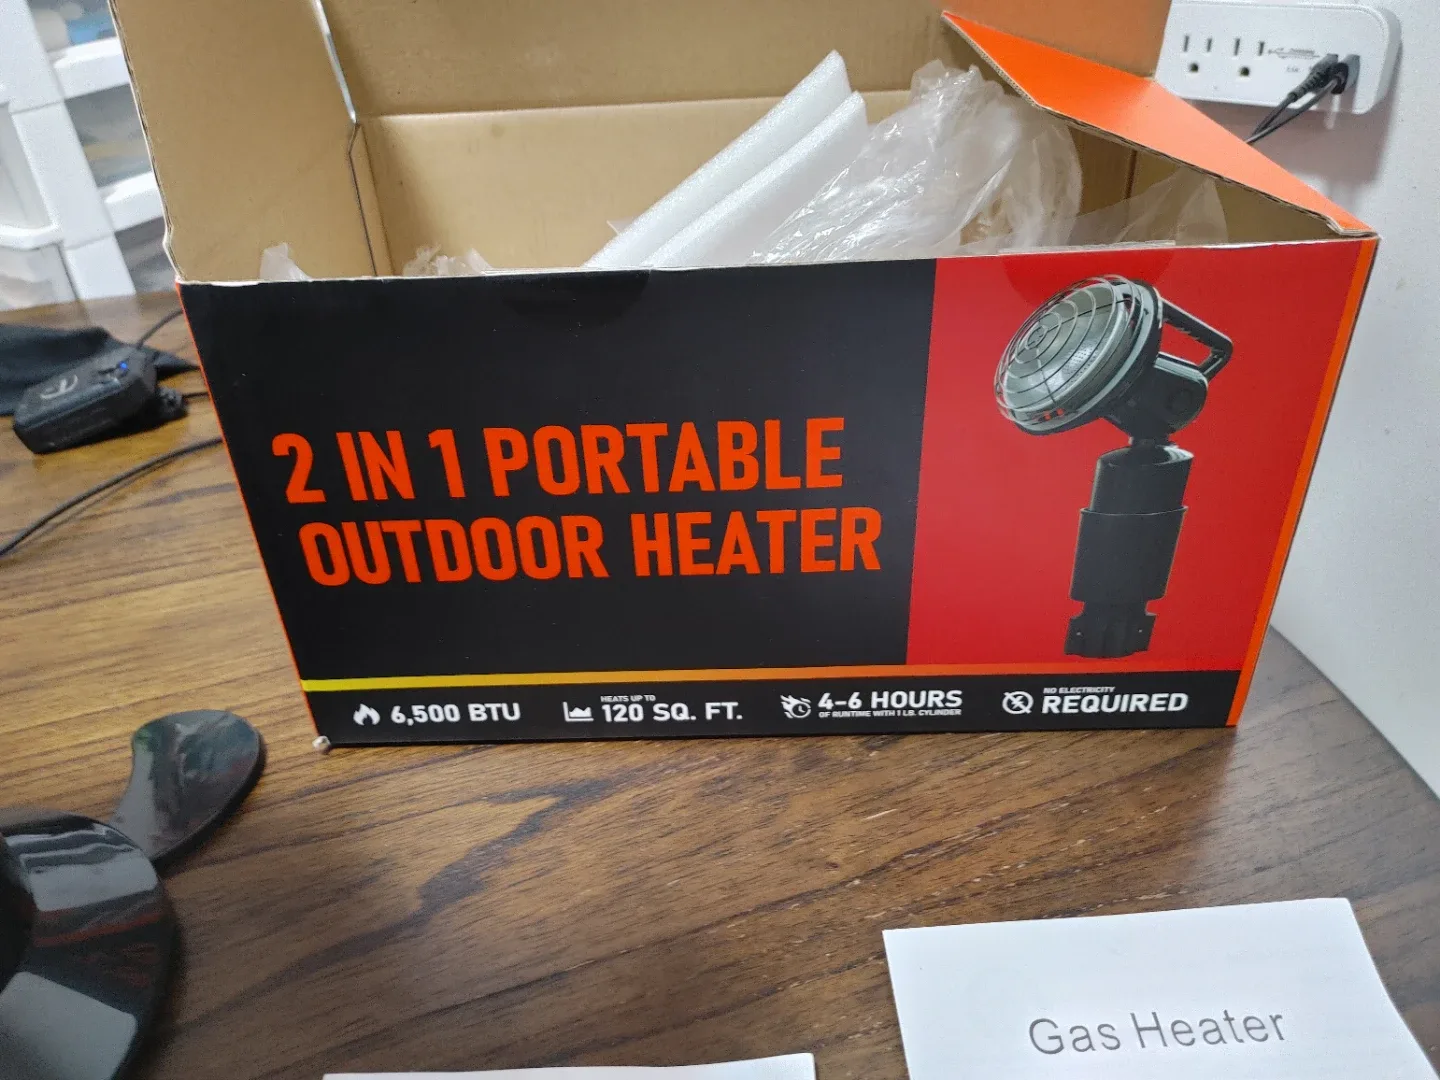 2 IN 1 PORTABLE
OUTDOOR HEATER
6,500 BTU
HEATS UP TO
120 SQ. FT.
4-6 HOURS
OF RUNTIME WITH 1 LB. CYLINDER
NO ELECTRICITY
REQUIRED
Gas Heater